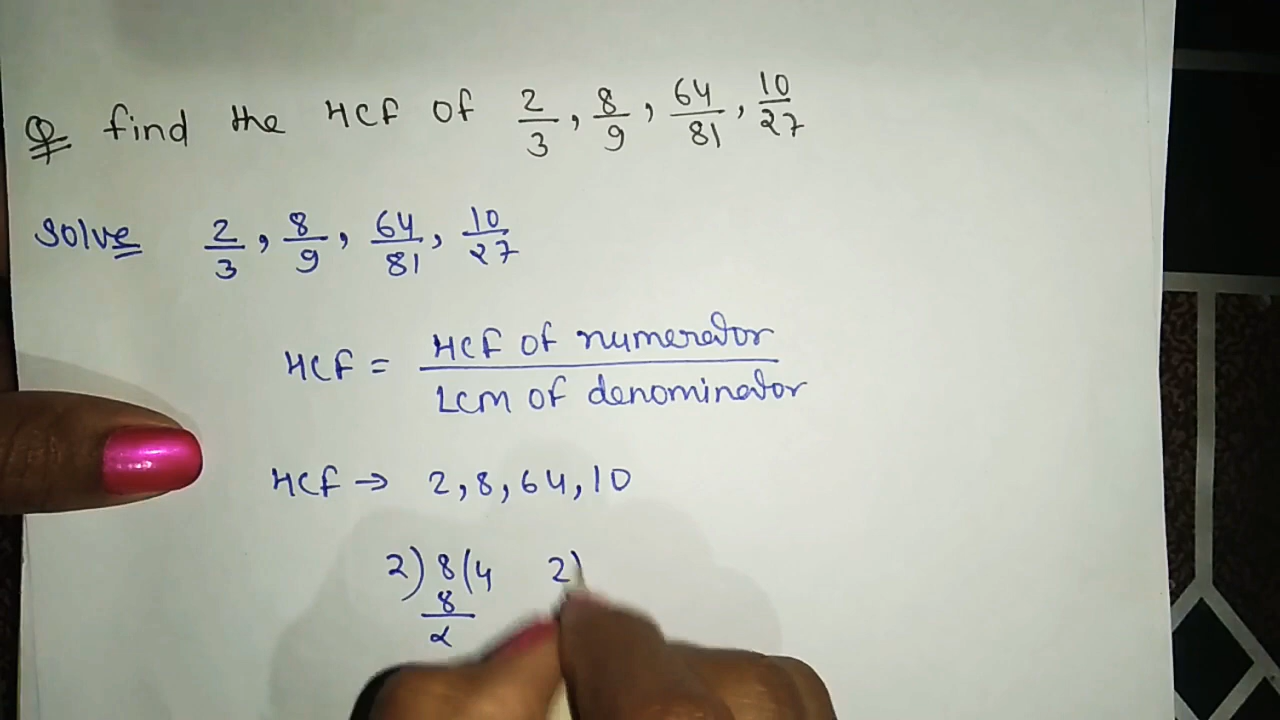 Q find the HCF of 2/3, 8/9, 64/81, 10/27
Solve 2/3, 8/9, 64/81, 10/27
HCF = HCF of numerator / LCM of denominator
HCF → 2, 8, 64, 10
2) 8 (4 2)
8